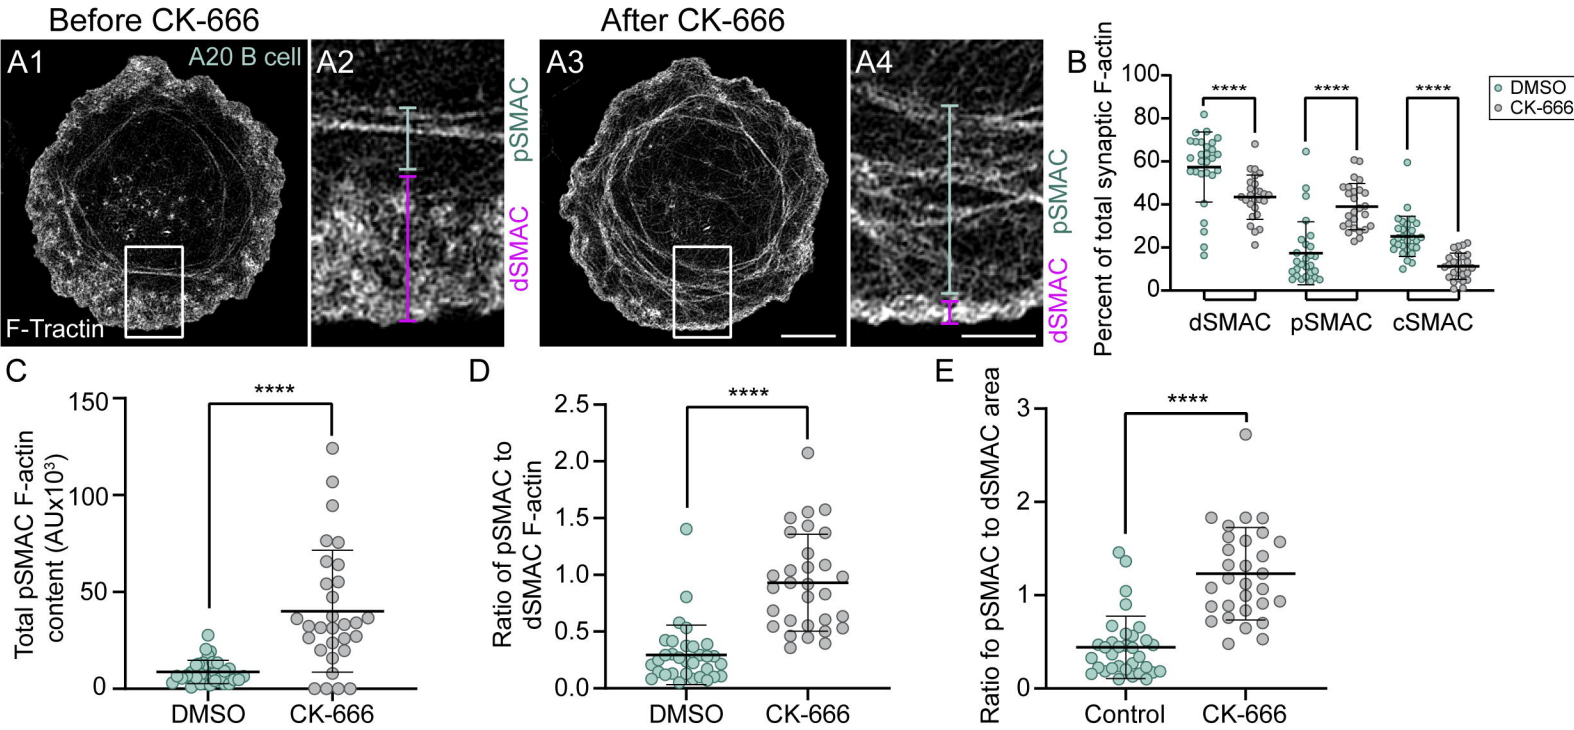 Before CK-666
After CK-666
A1
A20 B cell
F-Tractin
A2
pSMAC
dSMAC
A3
A4
pSMAC
dSMAC
B
Percent of total synaptic F-actin
100
80
60
40
20
0
****
****
****
DMSO
CK-666
dSMAC
pSMAC
cSMAC
C
Total pSMAC F-actin
content (AUx10³)
150
100
50
0
****
DMSO
CK-666
D
Ratio of pSMAC to
dSMAC F-actin
2.5
2.0
1.5
1.0
0.5
0.0
****
DMSO
CK-666
E
Ratio fo pSMAC to dSMAC area
3
2
1
0
****
Control
CK-666